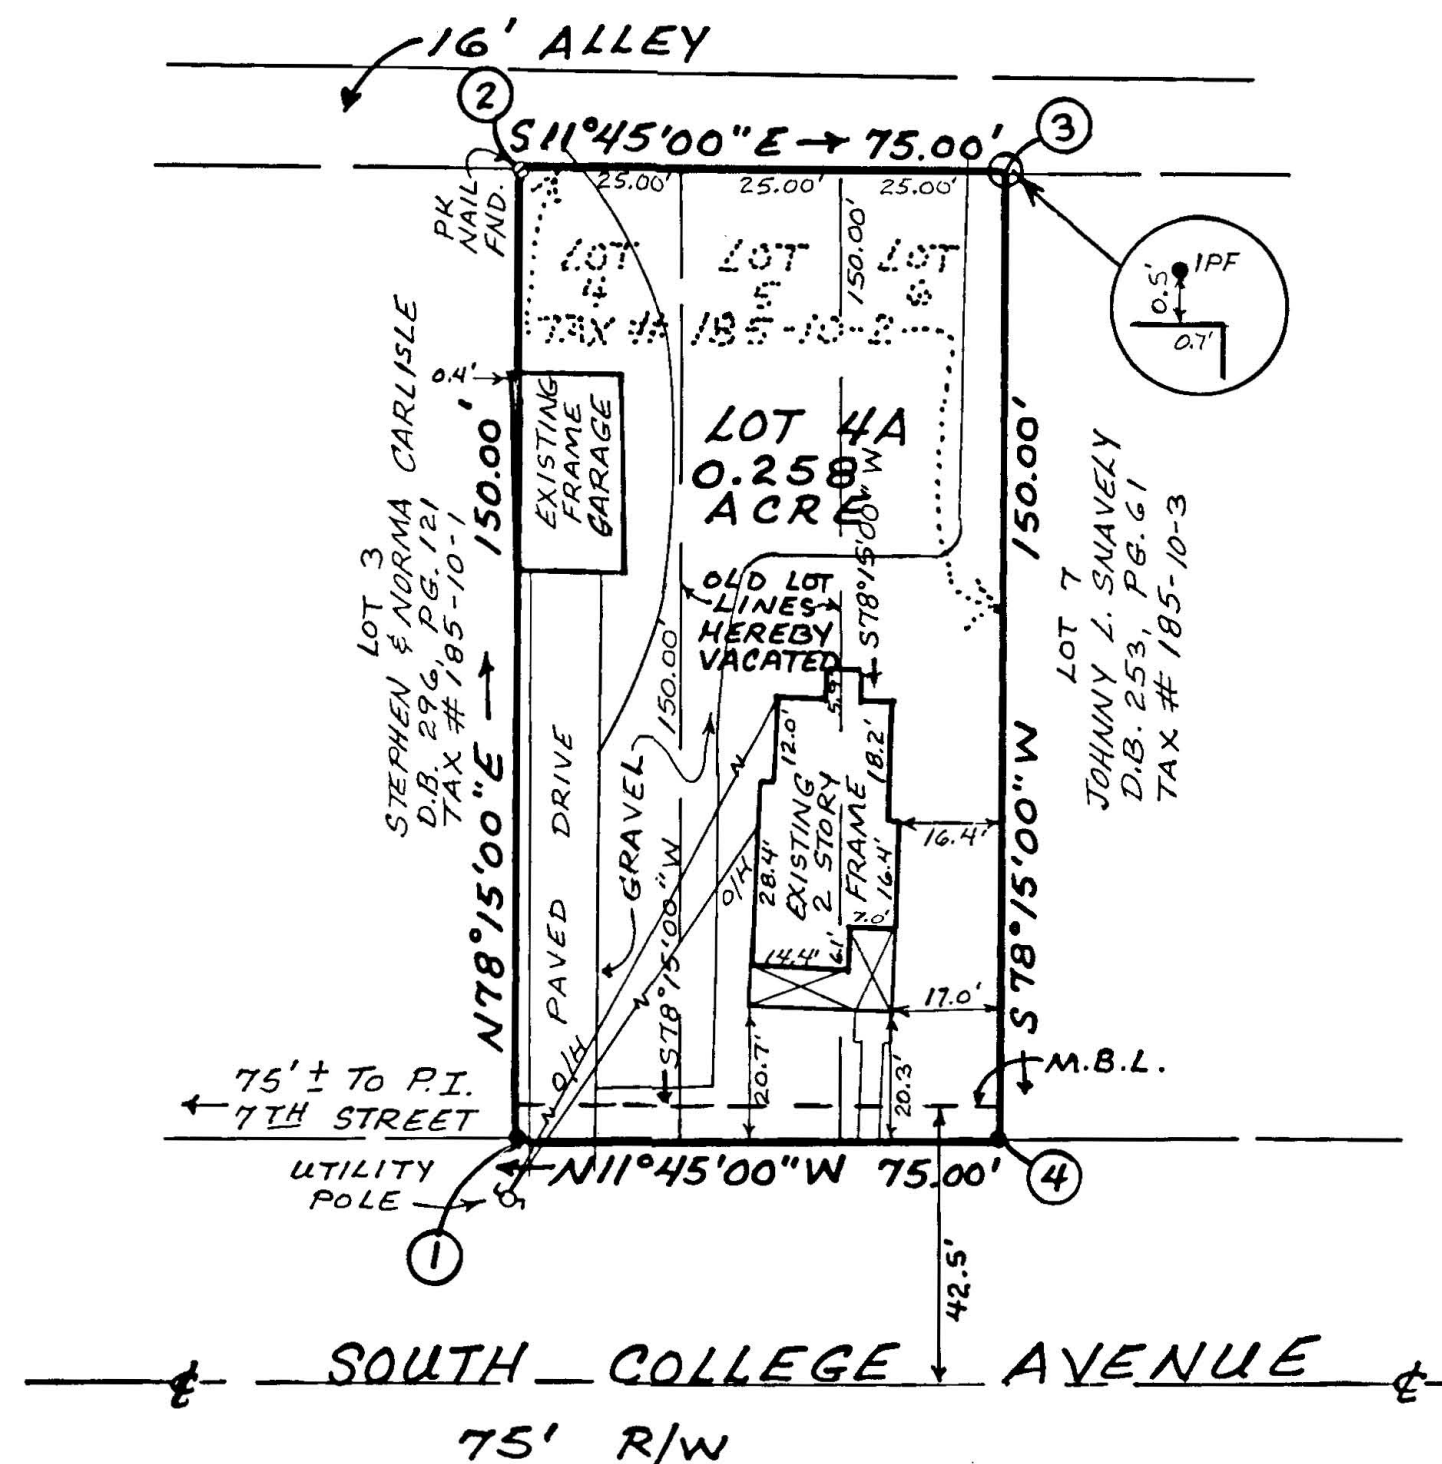 16' ALLEY
2
S11°45'00"E → 75.00'
3
PK
NAIL
FND.
25.00' 25.00' 25.00'
LOT
4
LOT
5
LOT
6
TAX # 185-10-2
150.00'
IPF
0.5'
0.7'
0.4'
EXISTING
FRAME
GARAGE
LOT 4A
0.258
ACRE
S78°15'00"W
LOT 3
STEPHEN & NORMA CARLISLE
D.B. 296, PG. 121
TAX # 185-10-1
N78°15'00"E → 150.00'
150.00'
S 78°15'00"W
LOT 7
JOHNNY L. SNAVELY
D.B. 253, PG. 61
TAX # 185-10-3
OLD LOT
LINES
HEREBY
VACATED
150.00'
S78°15'00"W
PAVED DRIVE
GRAVEL
5.9'
12.0'
18.2'
EXISTING
2 STORY
FRAME
28.4'
16.4'
16.4'
7.0'
14.4'
6.1'
17.0'
O/H
O/H
20.7'
20.3'
M.B.L.
75'± TO P.I.
7TH STREET
UTILITY
POLE
1
N11°45'00"W 75.00'
4
42.5'
℄ SOUTH COLLEGE AVENUE ℄
75' R/W